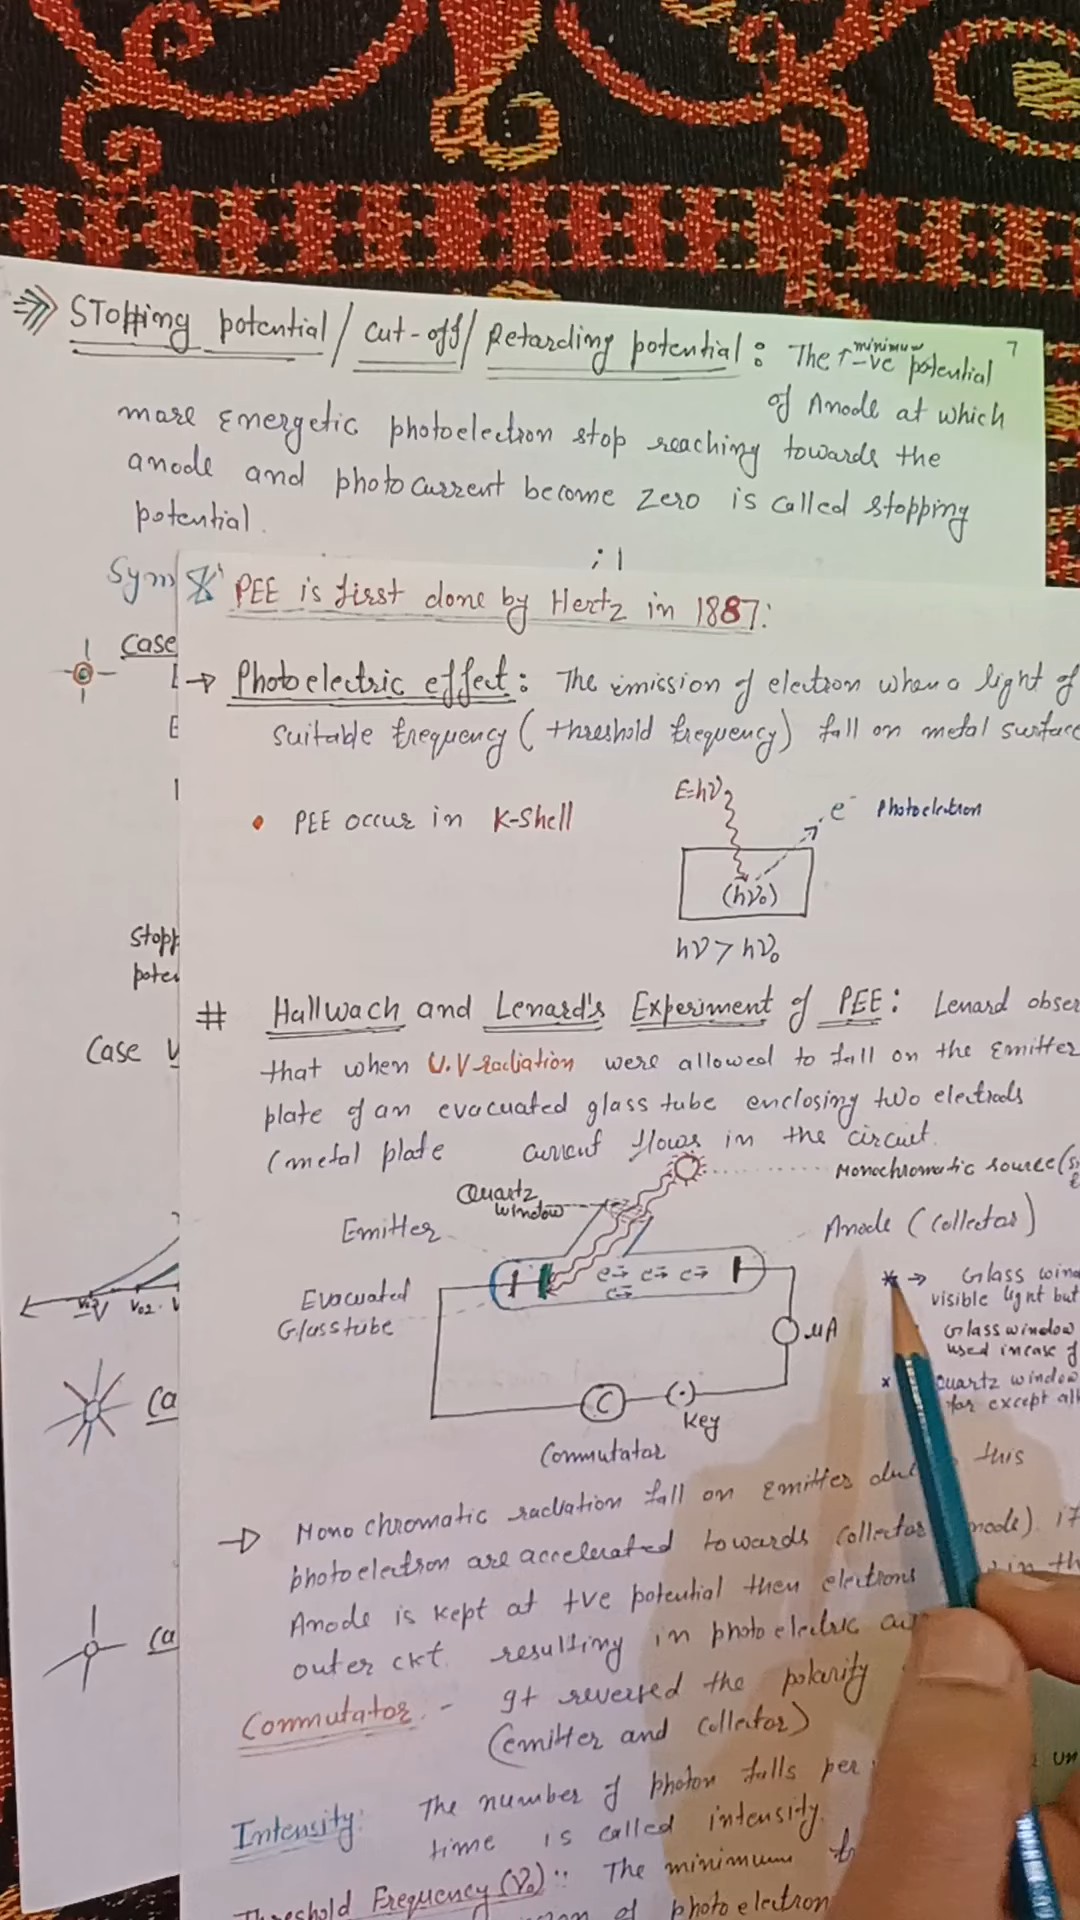 Stopping potential / cut-off / Retarding potential : The minimum -ve potential
7
of Anode at which
more Energetic photoelectron stop reaching towards the
anode and photocurrent become zero is called stopping
potential.
Sym
PEE is first done by Hertz in 1887:
Case
→ Photoelectric effect : The emission of electron when a light of
suitable frequency ( threshold frequency) fall on metal surface
E=hν
e⁻ Photoelectron
• PEE occur in K-Shell
(hν₀)
hν > hν₀
Stopp
poten
Case
# Hallwach and Lenard's Experiment of PEE : Lenard obser
that when U.V radiation were allowed to fall on the Emitter
plate of an evacuated glass tube enclosing two electrods
(metal plate current flows in the circuit.
Monochromatic source
Quartz
window
Emitter
Anode (collector)
e⁻→ e⁻→ e⁻→
e⁻→
Evacuated
Glass tube
* → Glass wind
visible light but
Glass window
used incase of
V02
μA
x quartz window
for except all
Ca
C
Key
Commutator
→ Mono chromatic radiation fall on Emitter this
photoelectron are accelerated towards collector
Anode is kept at +ve potential then electrons
outer ckt. resulting in photoelectric
Ca
Commutator - It reversed the polarity
(emitter and collector)
Intensity: The number of photon falls per
time is called intensity.
Threshold Frequency (ν₀) : The minimum
of photoelectron